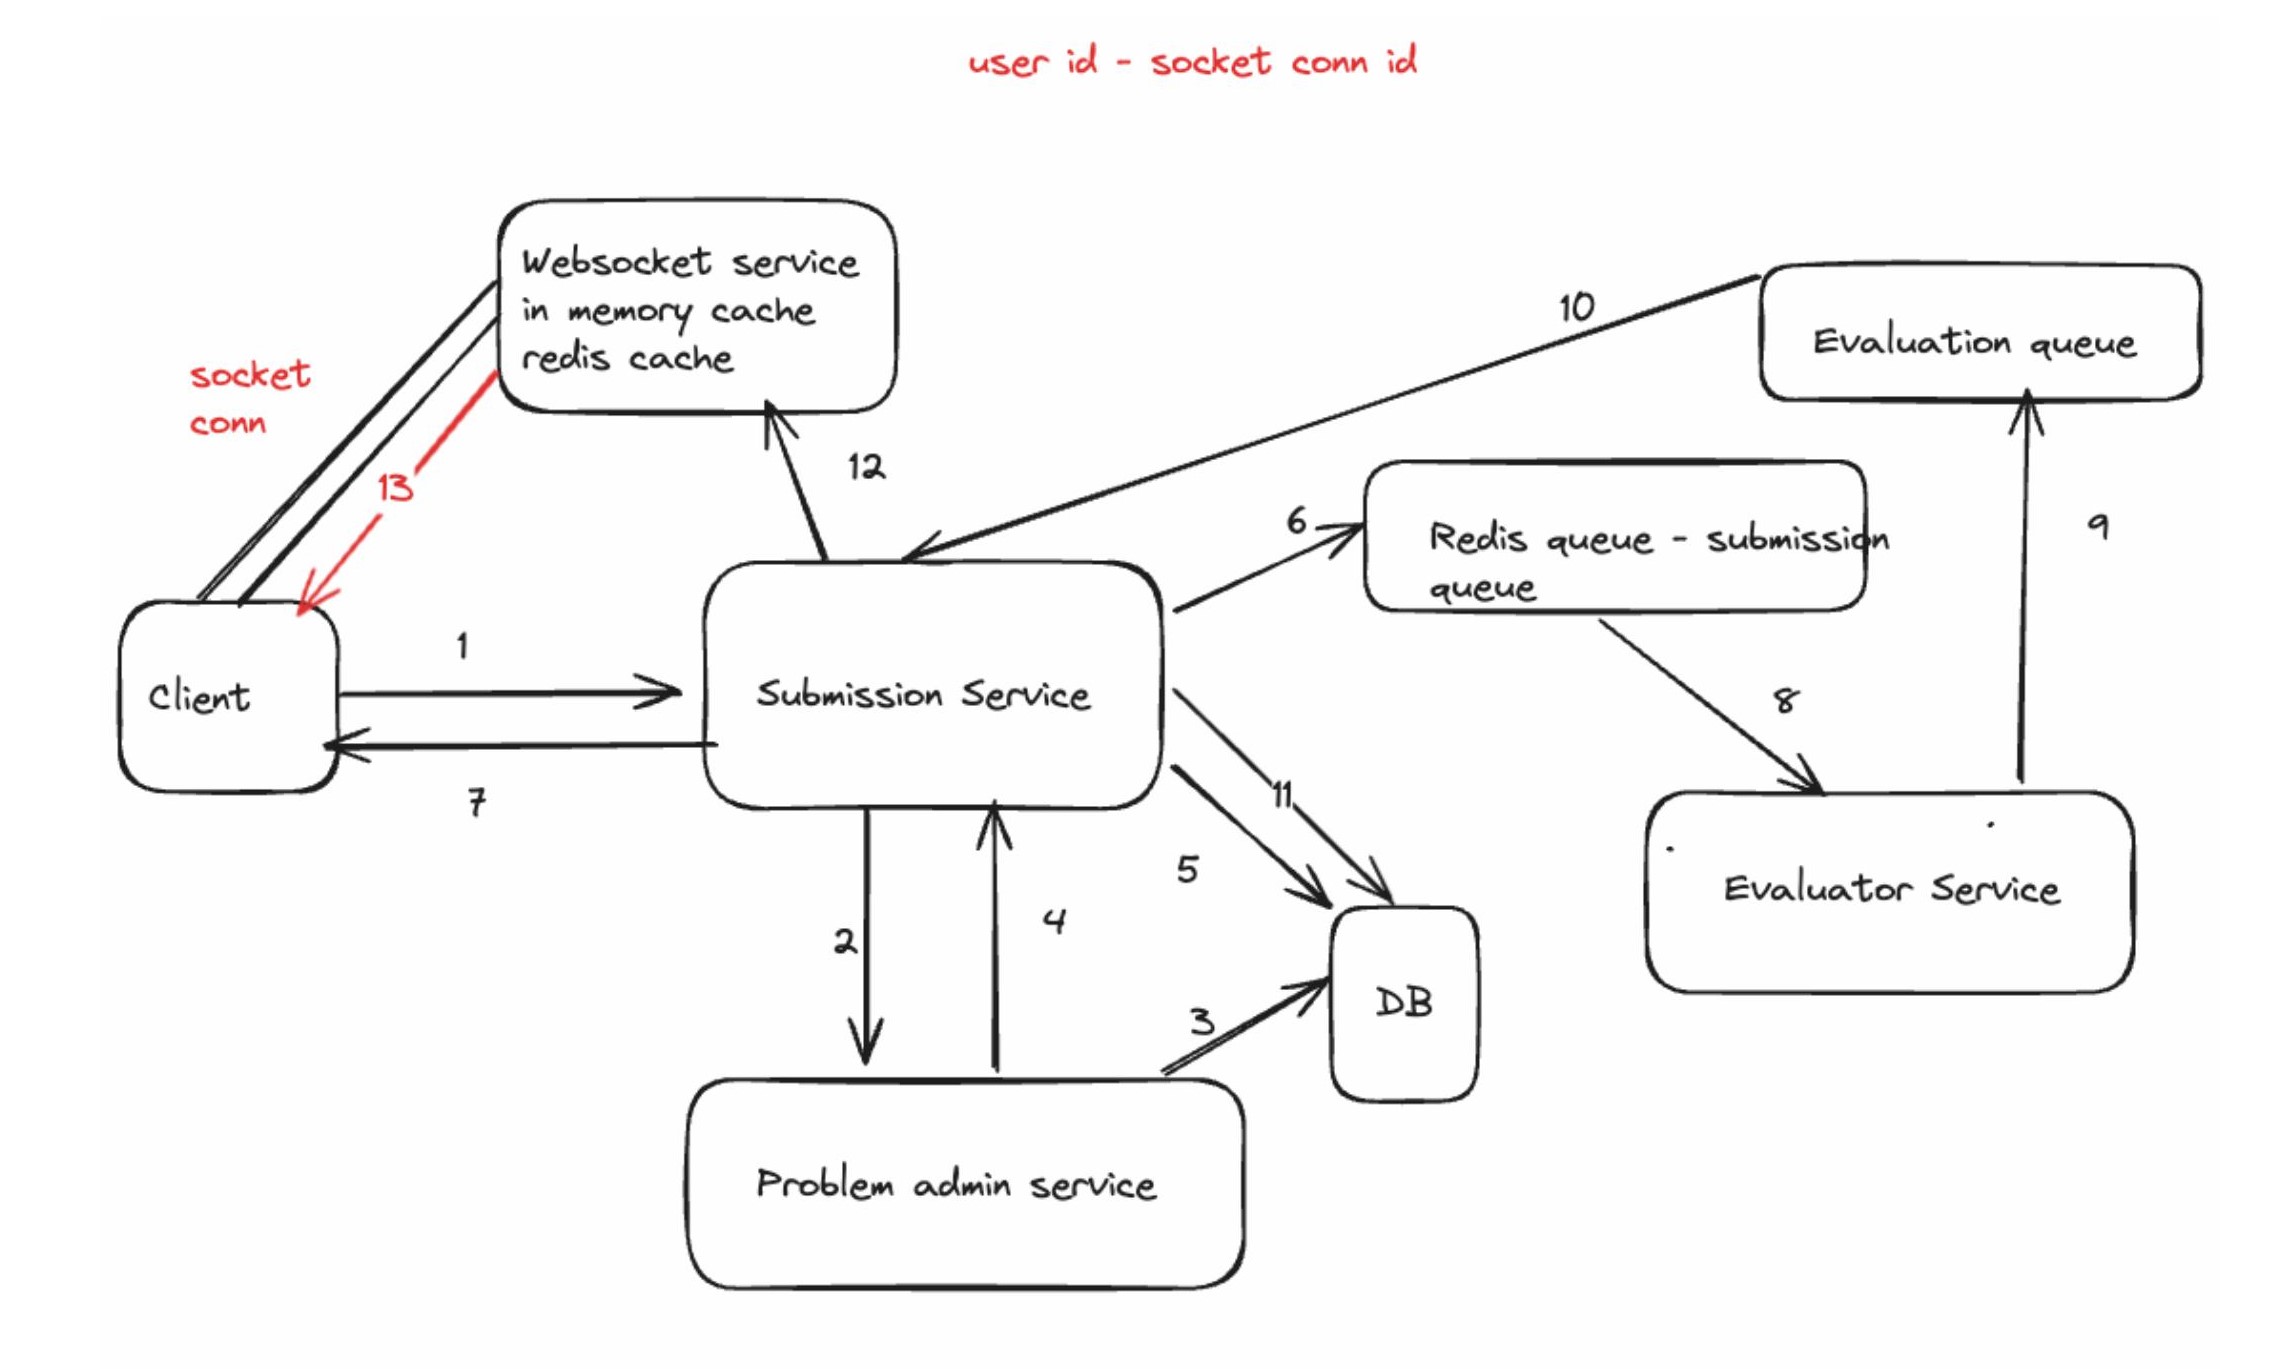 user id - socket conn id
Websocket service
in memory cache
redis cache
socket
conn
13
12
10
Evaluation queue
6
Redis queue - submission
queue
9
1
Client
7
Submission Service
8
11
5
2
4
3
DB
Evaluator Service
Problem admin service